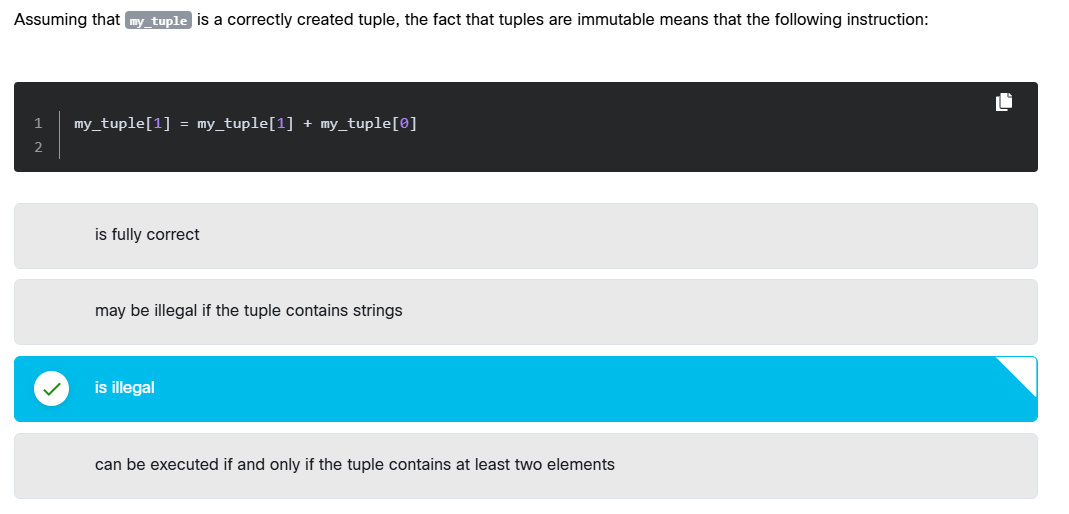 Assuming that my_tuple is a correctly created tuple, the fact that tuples are immutable means that the following instruction:
1 my_tuple[1] = my_tuple[1] + my_tuple[0]
2
is fully correct
may be illegal if the tuple contains strings
is illegal
can be executed if and only if the tuple contains at least two elements